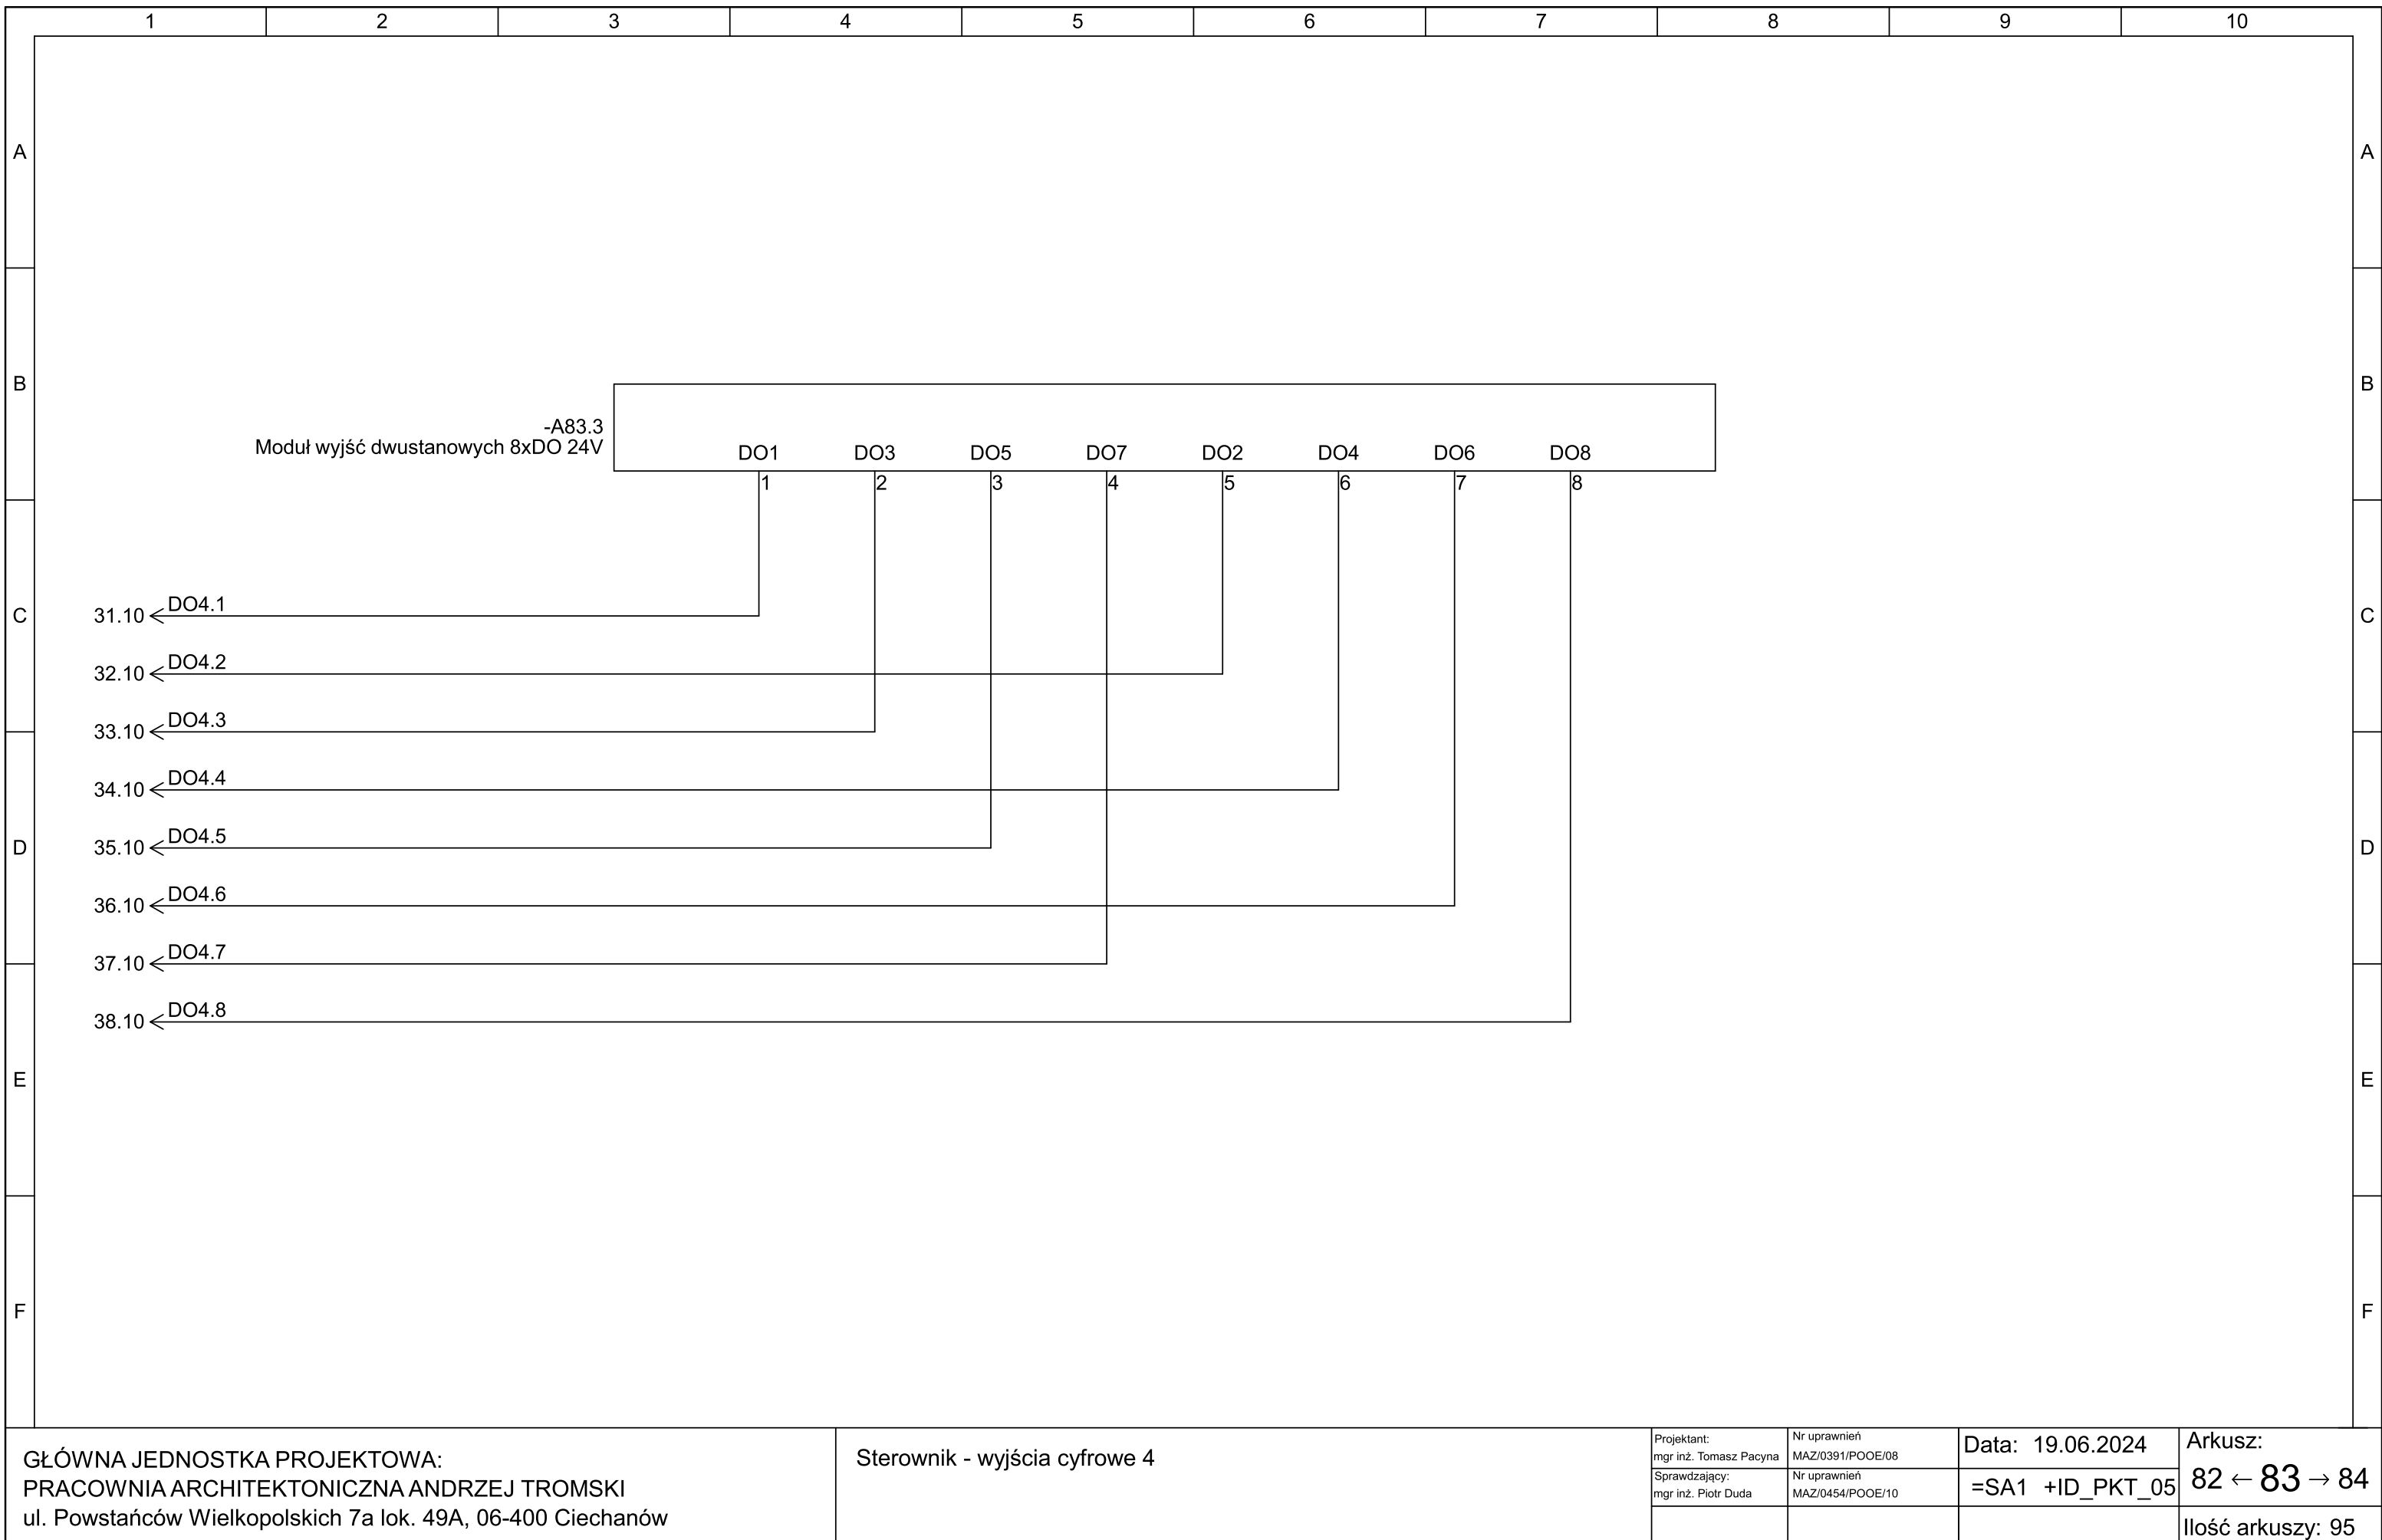 1 2 3 4 5 6 7 8 9 10
A A
B B
-A83.3
Moduł wyjść dwustanowych 8xDO 24V
DO1 DO3 DO5 DO7 DO2 DO4 DO6 DO8
1 2 3 4 5 6 7 8
C C
31.10 DO4.1
32.10 DO4.2
33.10 DO4.3
34.10 DO4.4
D D
35.10 DO4.5
36.10 DO4.6
37.10 DO4.7
38.10 DO4.8
E E
F F
GŁÓWNA JEDNOSTKA PROJEKTOWA:
PRACOWNIA ARCHITEKTONICZNA ANDRZEJ TROMSKI
ul. Powstańców Wielkopolskich 7a lok. 49A, 06-400 Ciechanów
Sterownik - wyjścia cyfrowe 4
Projektant:
mgr inż. Tomasz Pacyna
Nr uprawnień
MAZ/0391/POOE/08
Sprawdzający:
mgr inż. Piotr Duda
Nr uprawnień
MAZ/0454/POOE/10
Data: 19.06.2024
=SA1 +ID_PKT_05
Arkusz:
82 ← 83 → 84
Ilość arkuszy: 95